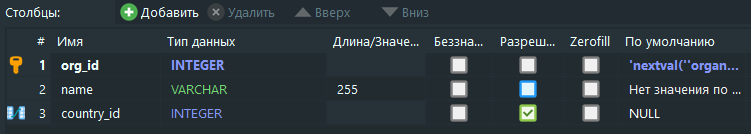 Столбцы: Добавить Удалить Вверх Вниз
# Имя Тип данных Длина/Значе... Беззна... Разреш... Zerofill По умолчанию
1 org_id INTEGER 'nextval(''organ...
2 name VARCHAR 255 Нет значения по ...
3 country_id INTEGER NULL